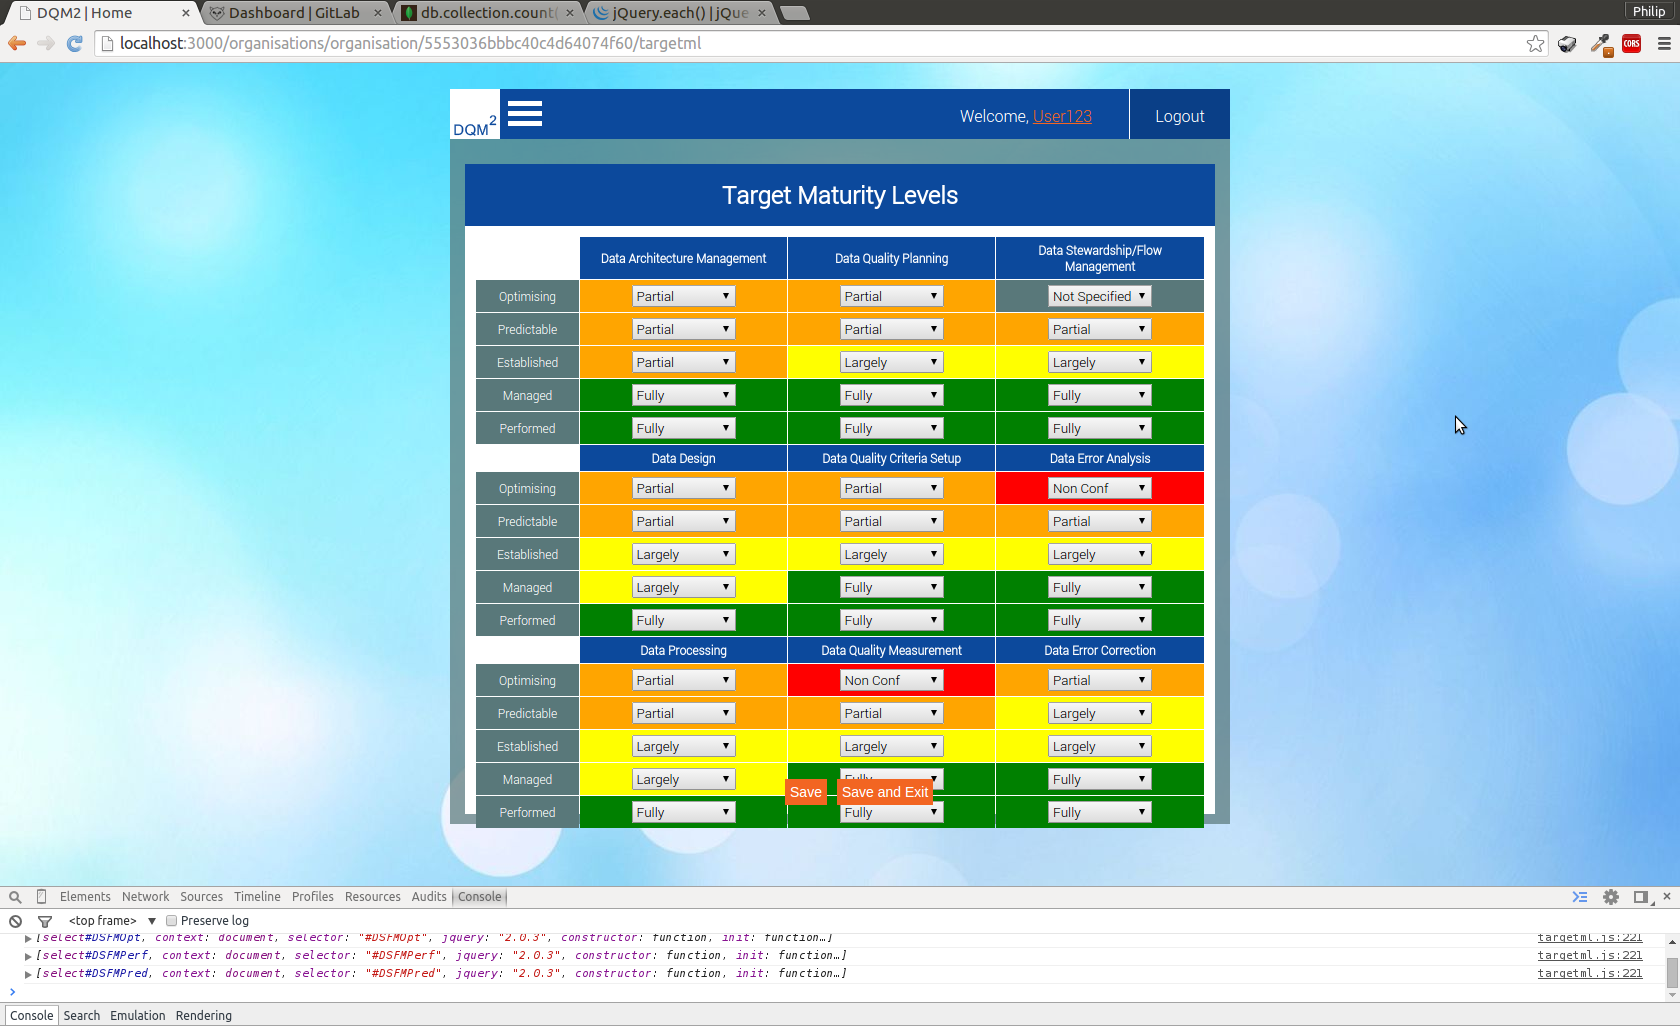 DQM2 | Home
Dashboard | GitLab
db.collection.count(
jQuery.each() | jQue
Philip
localhost:3000/organisations/organisation/5553036bbbc40c4d64074f60/targetml
CORS
DQM2
Welcome, User123
Logout
Target Maturity Levels
Data Architecture Management Data Quality Planning Data Stewardship/Flow Management
Optimising Partial Partial Not Specified
Predictable Partial Partial Partial
Established Partial Largely Largely
Managed Fully Fully Fully
Performed Fully Fully Fully
Data Design Data Quality Criteria Setup Data Error Analysis
Optimising Partial Partial Non Conf
Predictable Partial Partial Partial
Established Largely Largely Largely
Managed Largely Fully Fully
Performed Fully Fully Fully
Data Processing Data Quality Measurement Data Error Correction
Optimising Partial Non Conf Partial
Predictable Partial Partial Largely
Established Largely Largely Largely
Managed Largely Fully Fully
Save Save and Exit
Performed Fully Fully Fully
Elements Network Sources Timeline Profiles Resources Audits Console
<top frame> Preserve log
[select#DSFMOpt, context: document, selector: "#DSFMOpt", jquery: "2.0.3", constructor: function, init: function…] targetml.js:221
[select#DSFMPerf, context: document, selector: "#DSFMPerf", jquery: "2.0.3", constructor: function, init: function…] targetml.js:221
[select#DSFMPred, context: document, selector: "#DSFMPred", jquery: "2.0.3", constructor: function, init: function…] targetml.js:221
Console Search Emulation Rendering